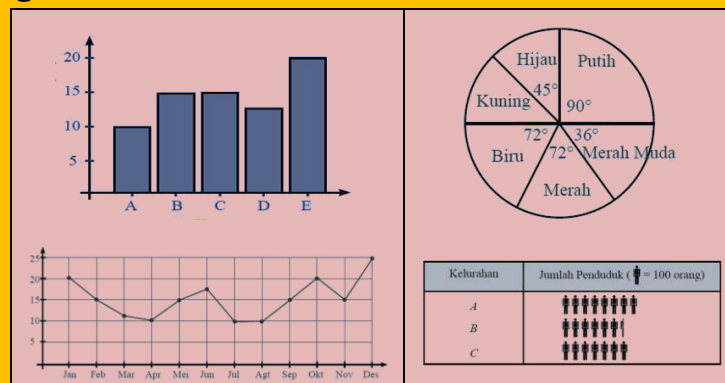 20
15
10
5
A B C D E
Hijau Putih
45°
Kuning 90°
72° 36°
Biru 72° Merah Muda
Merah
25
20
15
10
5
Jan Feb Mar Apr Mei Jun Jul Agt Sep Okt Nov Des
Kelurahan Jumlah Penduduk ( = 100 orang)
A
B
C